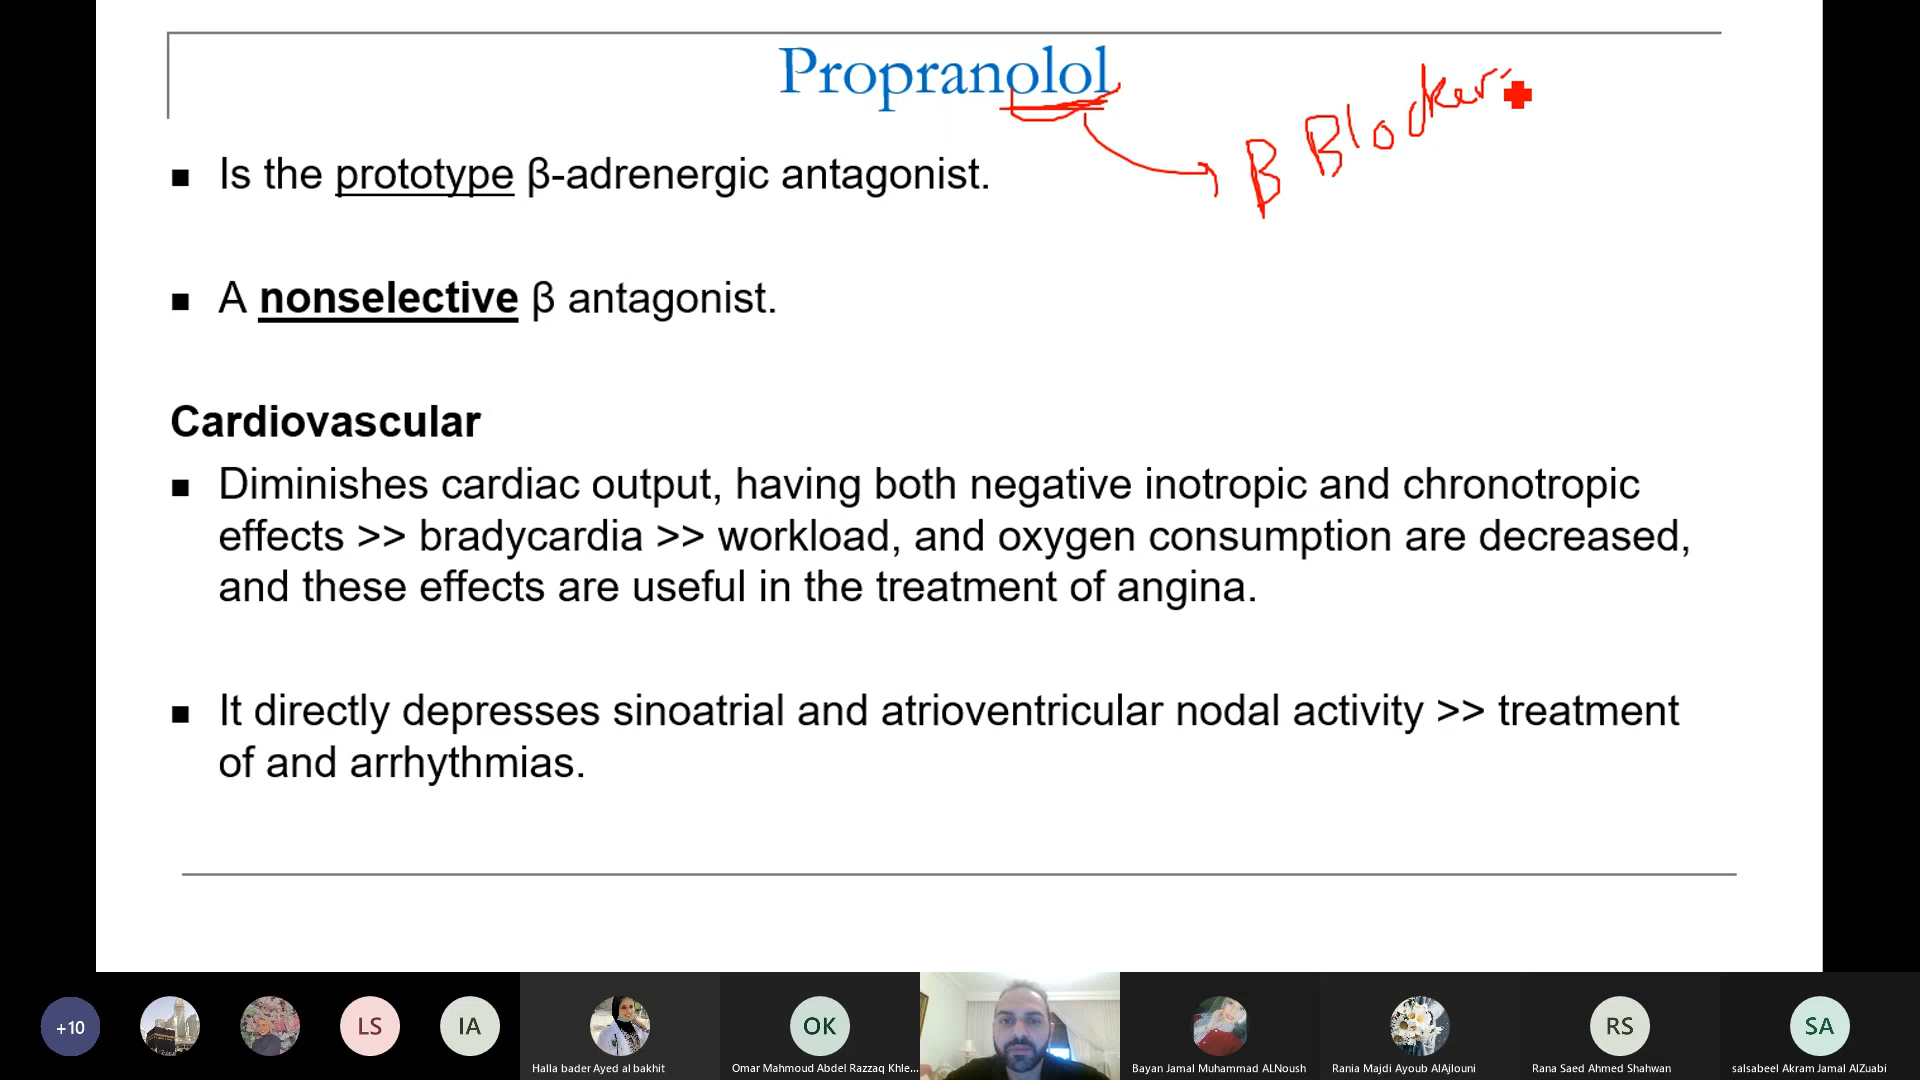 Propranolol
β Blocker
■ Is the prototype β-adrenergic antagonist.
■ A nonselective β antagonist.
Cardiovascular
■ Diminishes cardiac output, having both negative inotropic and chronotropic
effects >> bradycardia >> workload, and oxygen consumption are decreased,
and these effects are useful in the treatment of angina.
■ It directly depresses sinoatrial and atrioventricular nodal activity >> treatment
of and arrhythmias.
+10
LS
IA
OK
RS
SA
Halla bader Ayed al bakhit
Omar Mahmoud Abdel Razzaq Khle...
Bayan Jamal Muhammad ALNoush
Rania Majdi Ayoub AlAjlouni
Rana Saed Ahmed Shahwan
salsabeel Akram Jamal AlZuabi